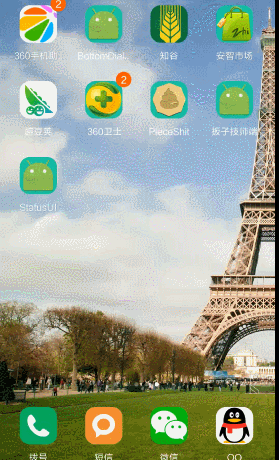 2
360手机助
BottomDial..
知谷
安智市场
2
豌豆荚
360卫士
PlaceShit
扳子技师端
StatusUI
拨号
短信
微信
QQ